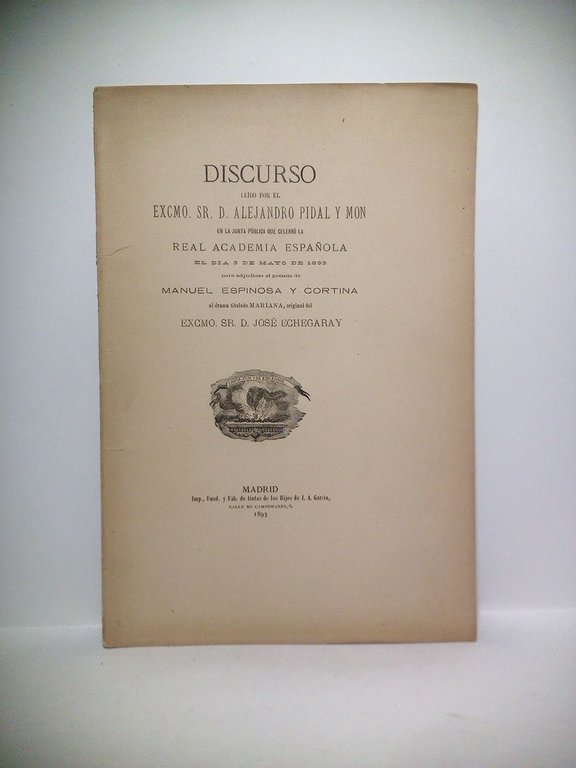 DISCURSO
LEÍDO POR EL
EXCMO. SR. D. ALEJANDRO PIDAL Y MON
EN LA JUNTA PÚBLICA QUE CELEBRÓ LA
REAL ACADEMIA ESPAÑOLA
EL DIA 3 DE MAYO DE 1893
para adjudicar el premio de
MANUEL ESPINOSA Y CORTINA
al drama titulado MARIANA, original del
EXCMO. SR. D. JOSÉ ECHEGARAY
MADRID
Imp., Fund. y Fáb. de tintas de los Hijos de J. A. García,
CALLE DE CAMPOMANES, 6.
1893